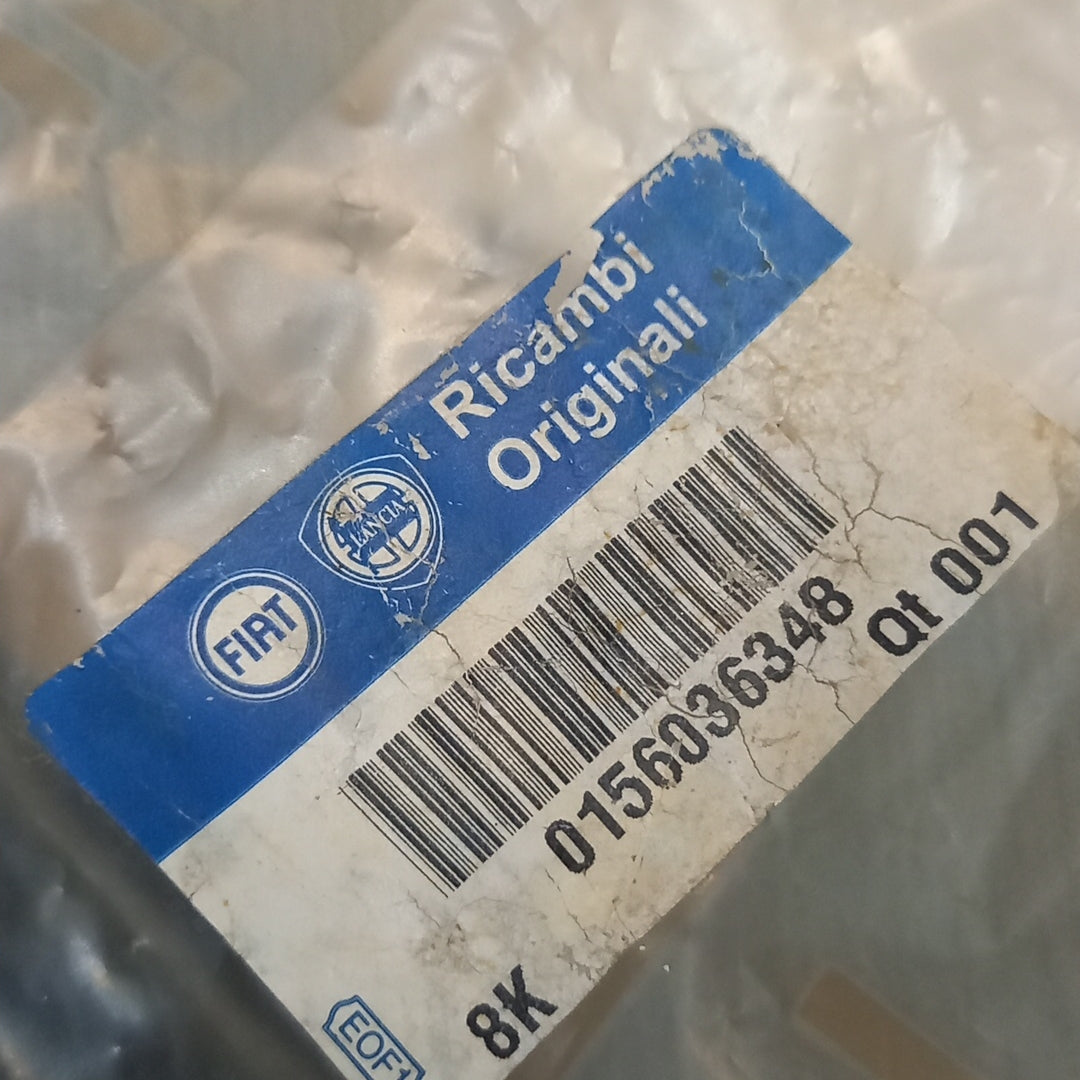 FIAT
LANCIA
Ricambi
Originali
0156036348
Qt 001
8K
EOF1